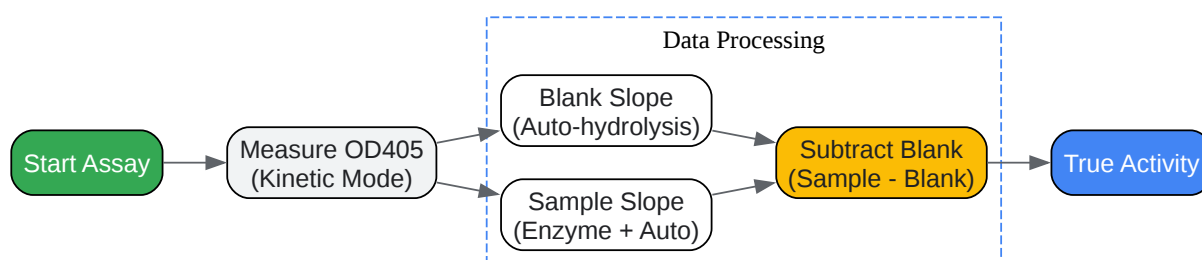 Data Processing
Start Assay
Measure OD405
(Kinetic Mode)
Blank Slope
(Auto-hydrolysis)
Sample Slope
(Enzyme + Auto)
Subtract Blank
(Sample - Blank)
True Activity